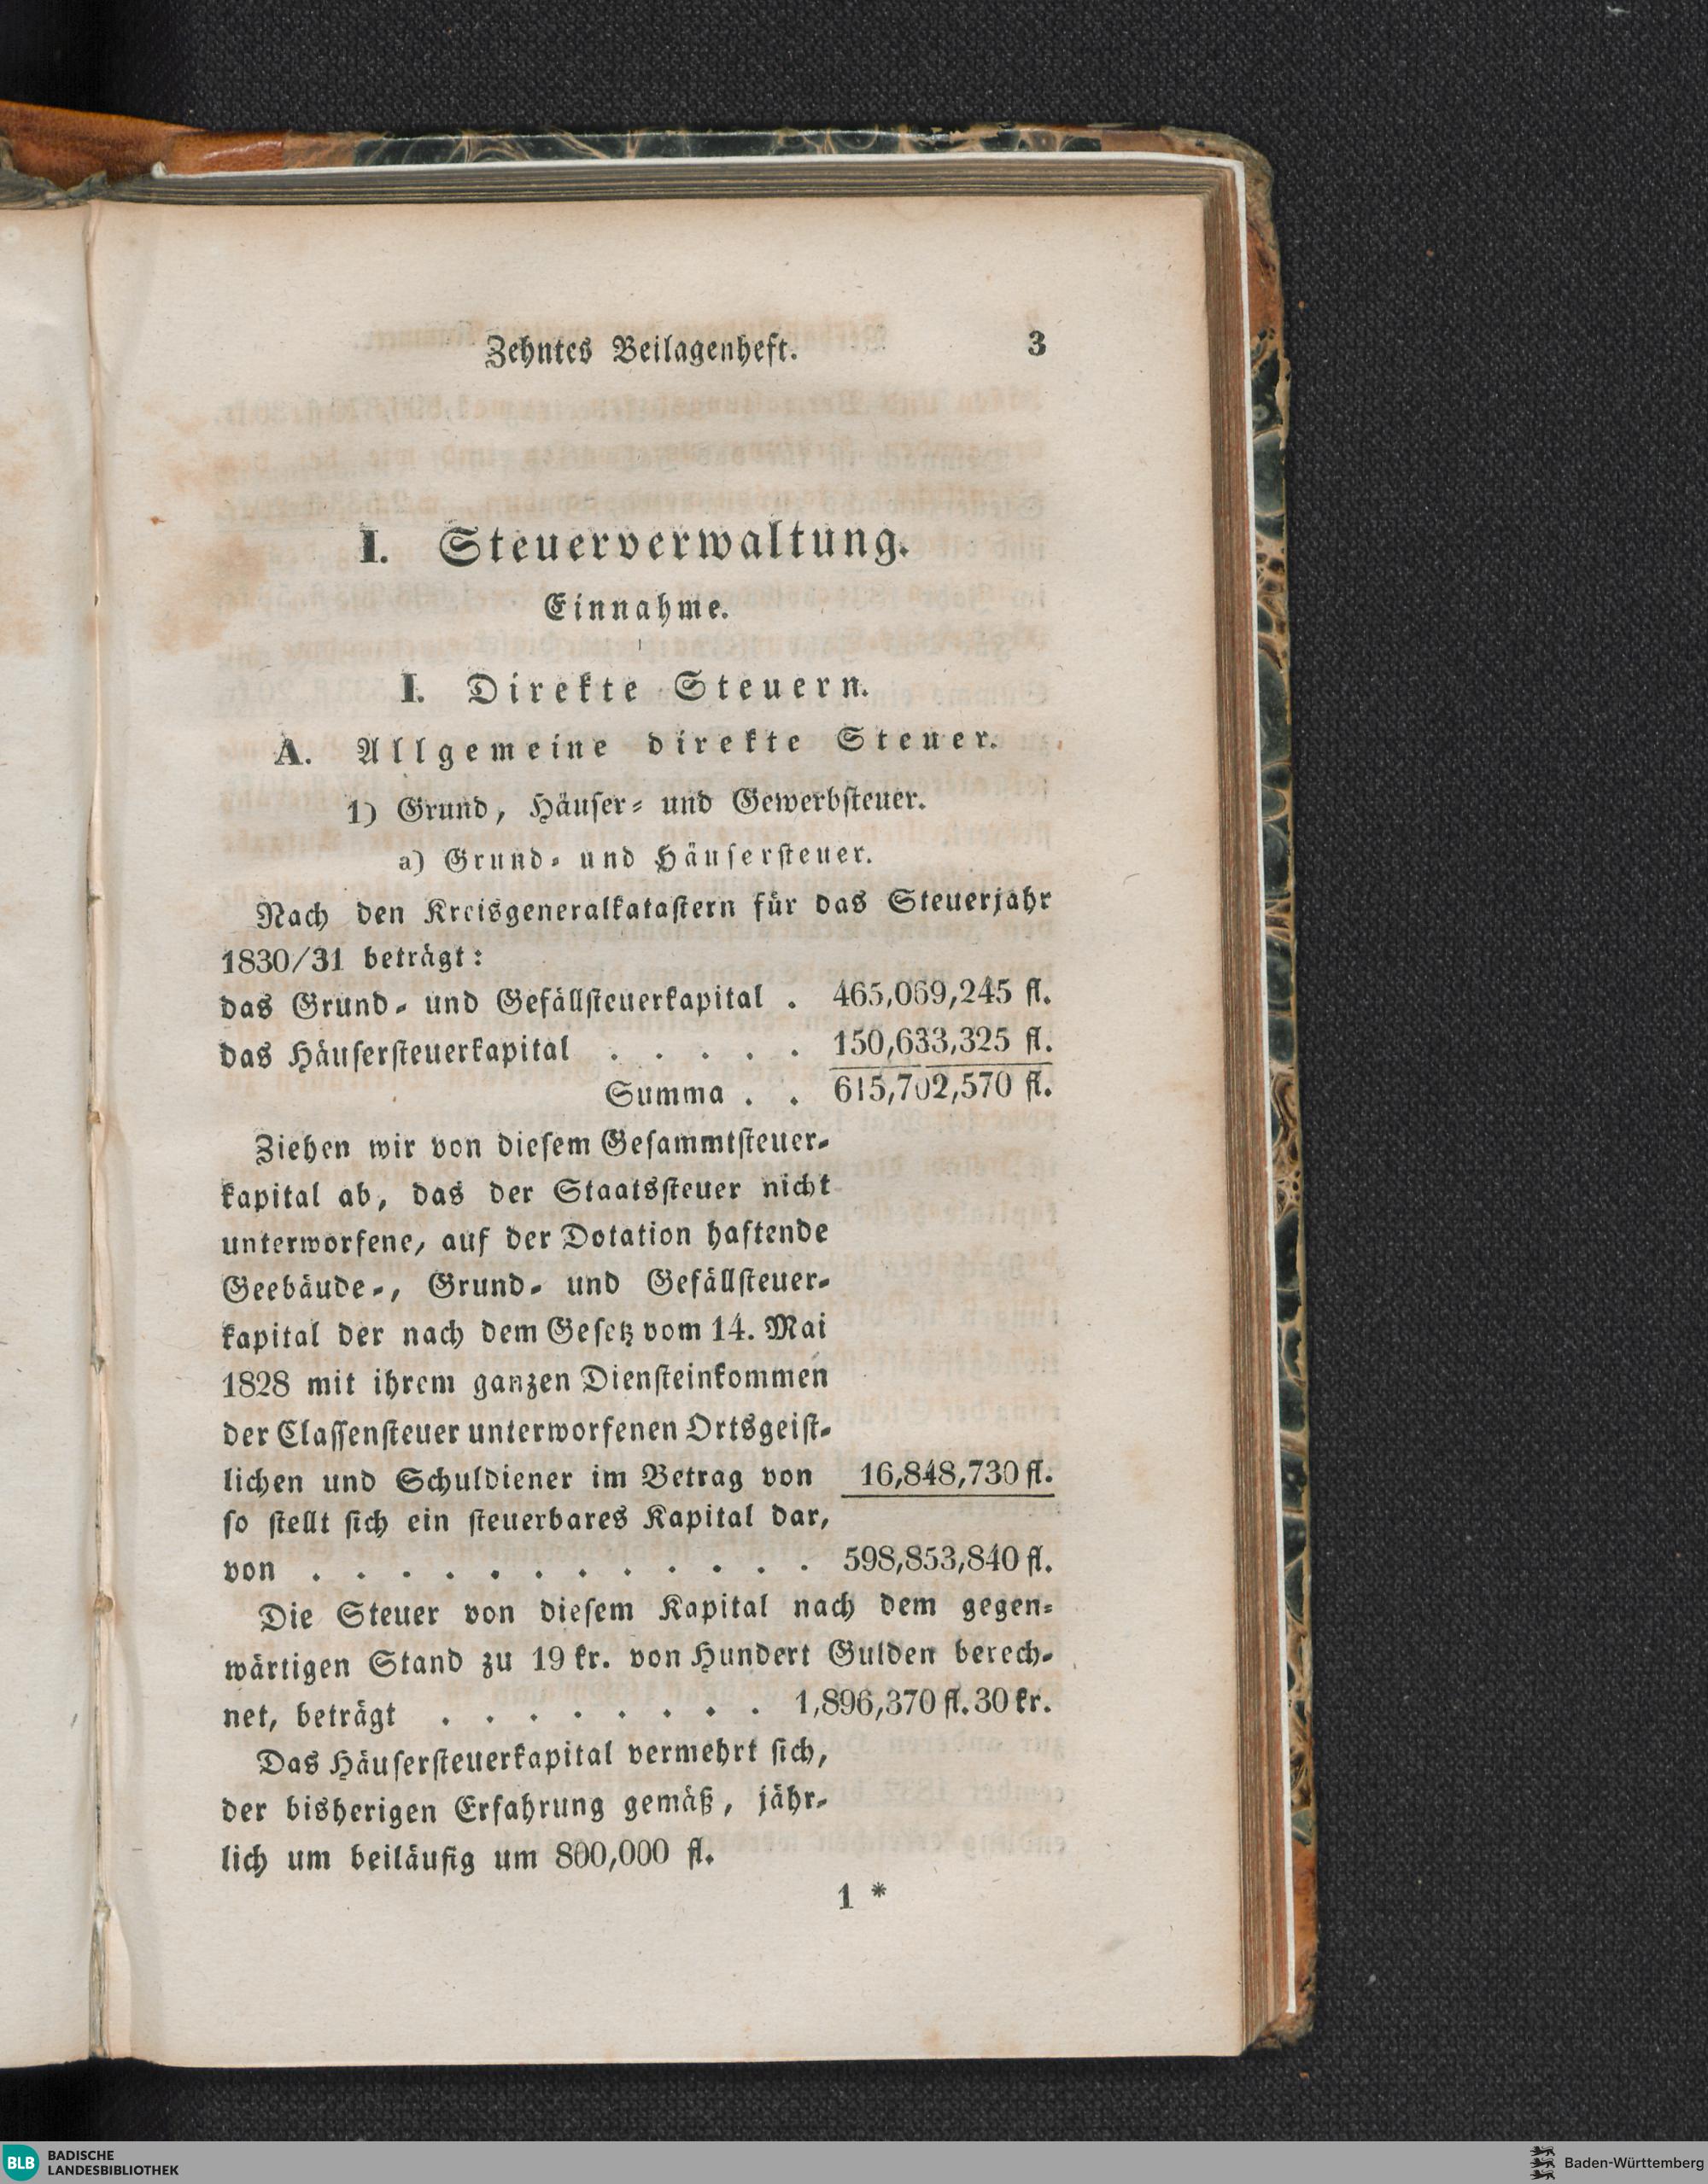 Zehntes Beilagenheft. 3
I. Steuerverwaltung.
Einnahme.
I. Direkte Steuern.
A. Allgemeine direkte Steuer.
1) Grund, Häuser- und Gewerbsteuer.
a) Grund- und Häusersteuer.
Nach den Kreisgeneralkatastern für das Steuerjahr
1830/31 beträgt:
das Grund- und Gefällsteuerkapital . 465,069,245 fl.
das Häusersteuerkapital . . . . . 150,633,325 fl.
Summa . . 615,702,570 fl.
Ziehen wir von diesem Gesammtsteuer-
kapital ab, das der Staatssteuer nicht
unterworfene, auf der Dotation haftende
Geebäude-, Grund- und Gefällsteuer-
kapital der nach dem Gesetz vom 14. Mai
1828 mit ihrem ganzen Diensteinkommen
der Classensteuer unterworfenen Ortsgeist-
lichen und Schuldiener im Betrag von 16,848,730 fl.
so stellt sich ein steuerbares Kapital dar,
von . . . . . . . . . . . . 598,853,840 fl.
Die Steuer von diesem Kapital nach dem gegen-
wärtigen Stand zu 19 kr. von Hundert Gulden berech-
net, beträgt . . . . . . . . 1,896,370 fl. 30 kr.
Das Häusersteuerkapital vermehrt sich,
der bisherigen Erfahrung gemäß, jähr-
lich um beiläufig um 800,000 fl.
1 *
BLB BADISCHE
LANDESBIBLIOTHEK
Baden-Württemberg